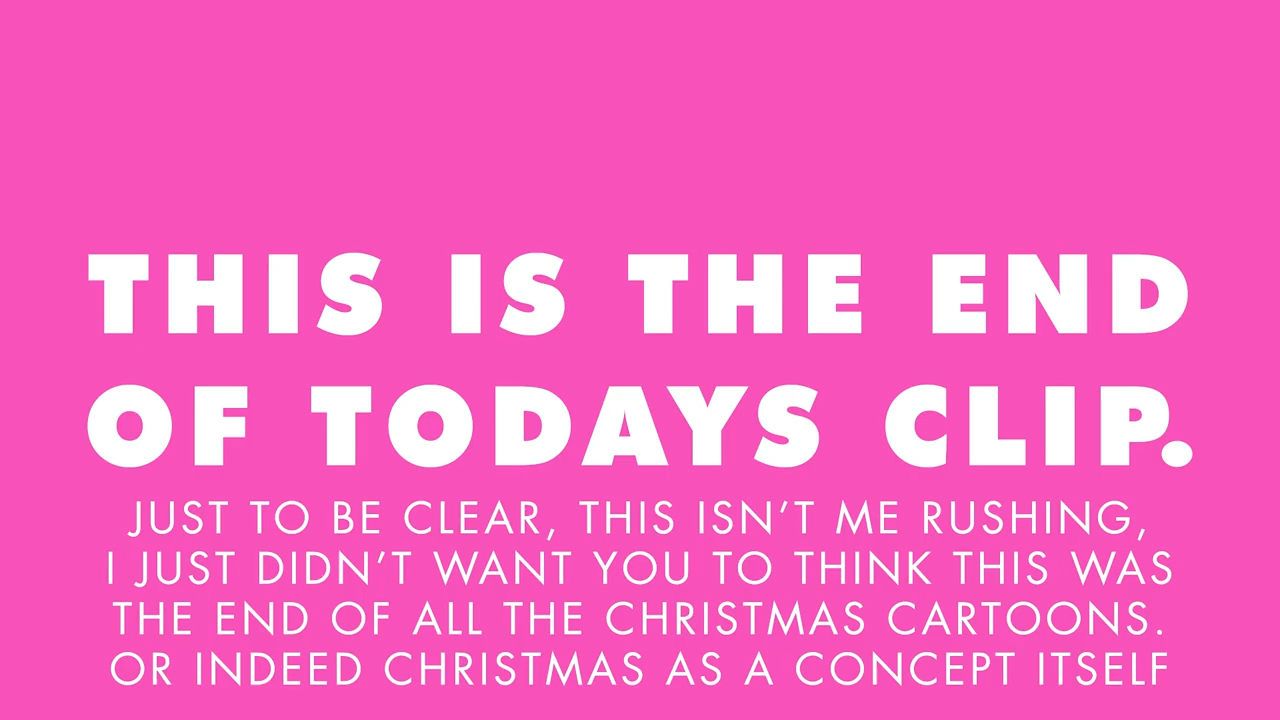 THIS IS THE END
OF TODAYS CLIP.
JUST TO BE CLEAR, THIS ISN’T ME RUSHING,
I JUST DIDN’T WANT YOU TO THINK THIS WAS
THE END OF ALL THE CHRISTMAS CARTOONS.
OR INDEED CHRISTMAS AS A CONCEPT ITSELF